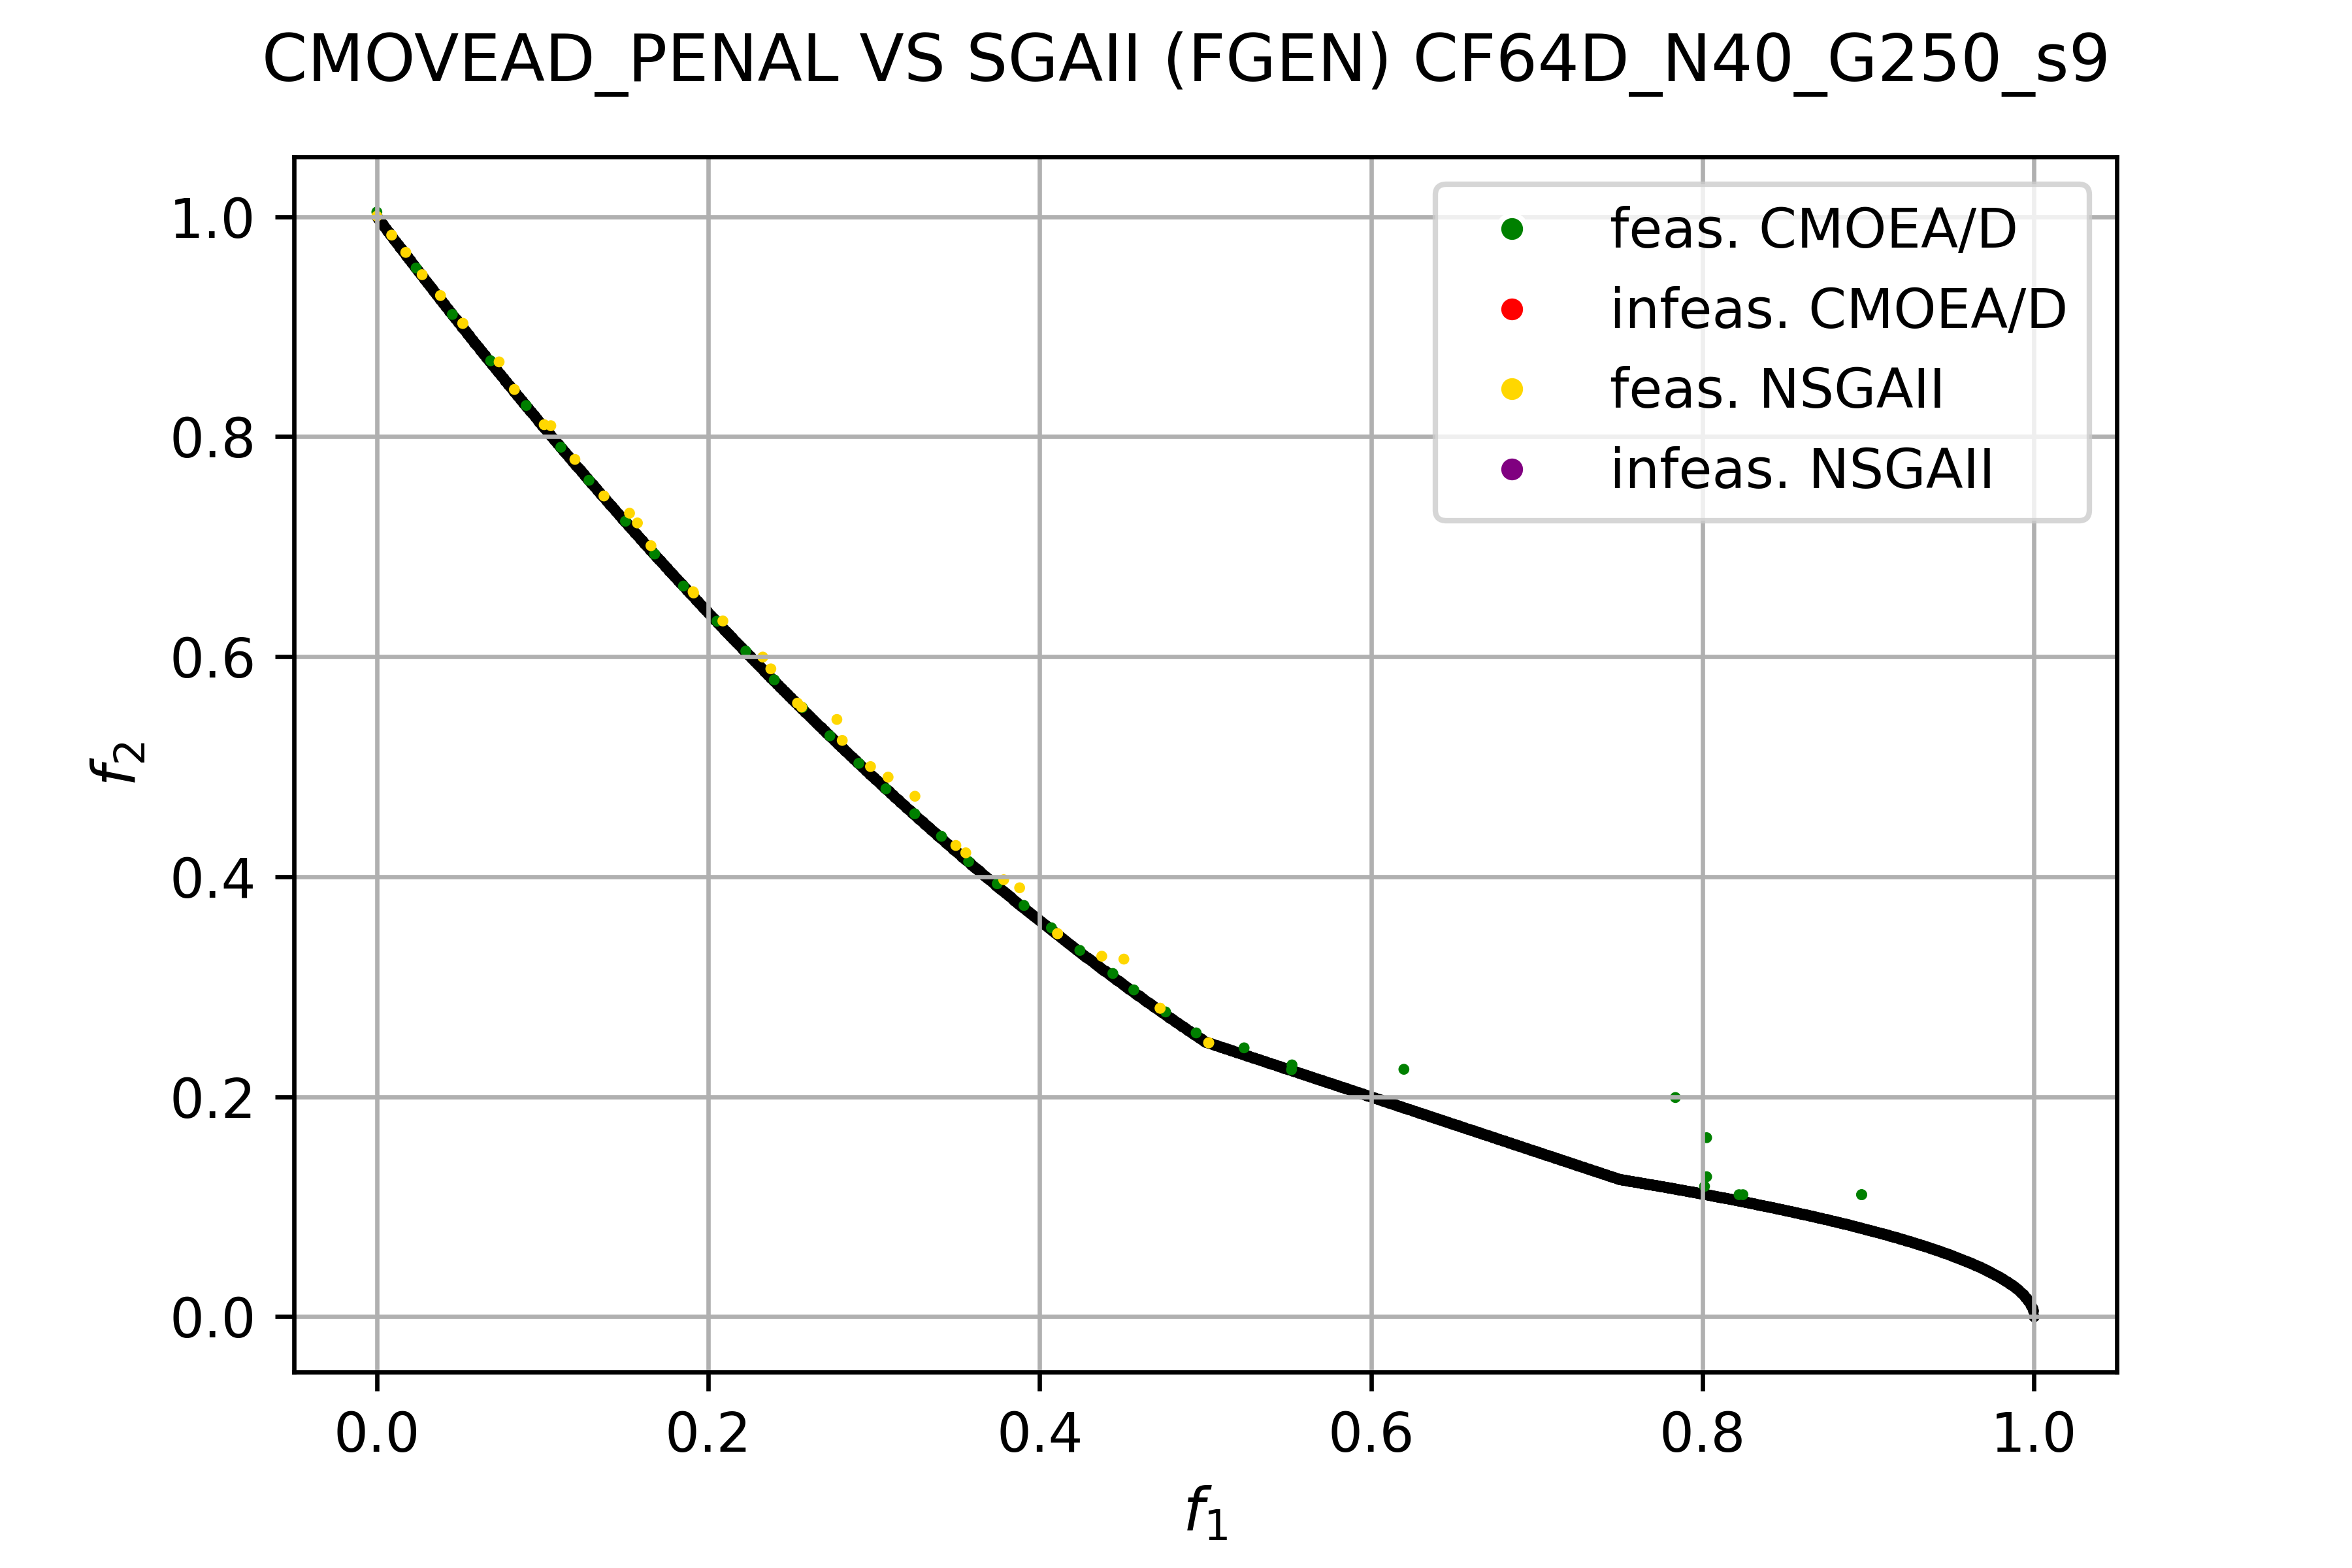 CMOVEAD_PENAL VS SGAII (FGEN) CF64D_N40_G250_s9
feas. CMOEA/D
infeas. CMOEA/D
feas. NSGAII
infeas. NSGAII
1.0
0.8
0.6
0.4
0.2
0.0
f2
0.0 0.2 0.4 0.6 0.8 1.0
f1